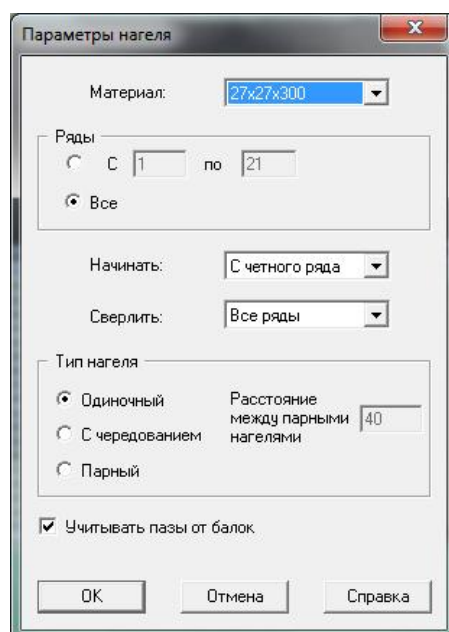 Параметры нагеля
Материал: 27x27x300
Ряды
С 1 по 21
Все
Начинать: С четного ряда
Сверлить: Все ряды
Тип нагеля
Одиночный
С чередованием
Парный
Расстояние
между парными
нагелями
40
Учитывать пазы от балок
OK Отмена Справка